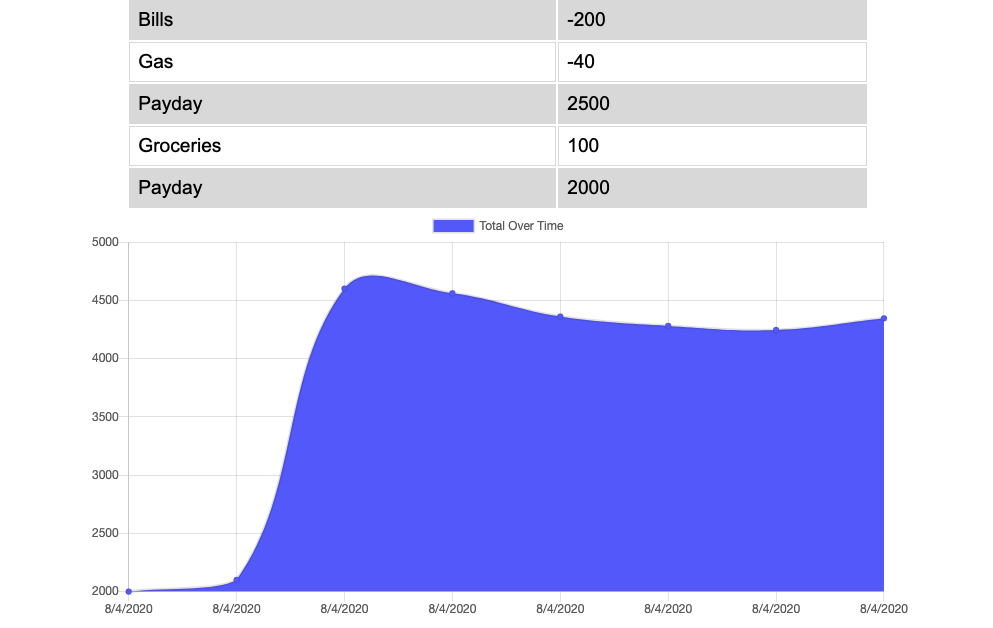 Bills -200
Gas -40
Payday 2500
Groceries 100
Payday 2000
Total Over Time
5000
4500
4000
3500
3000
2500
2000
8/4/2020 8/4/2020 8/4/2020 8/4/2020 8/4/2020 8/4/2020 8/4/2020 8/4/2020